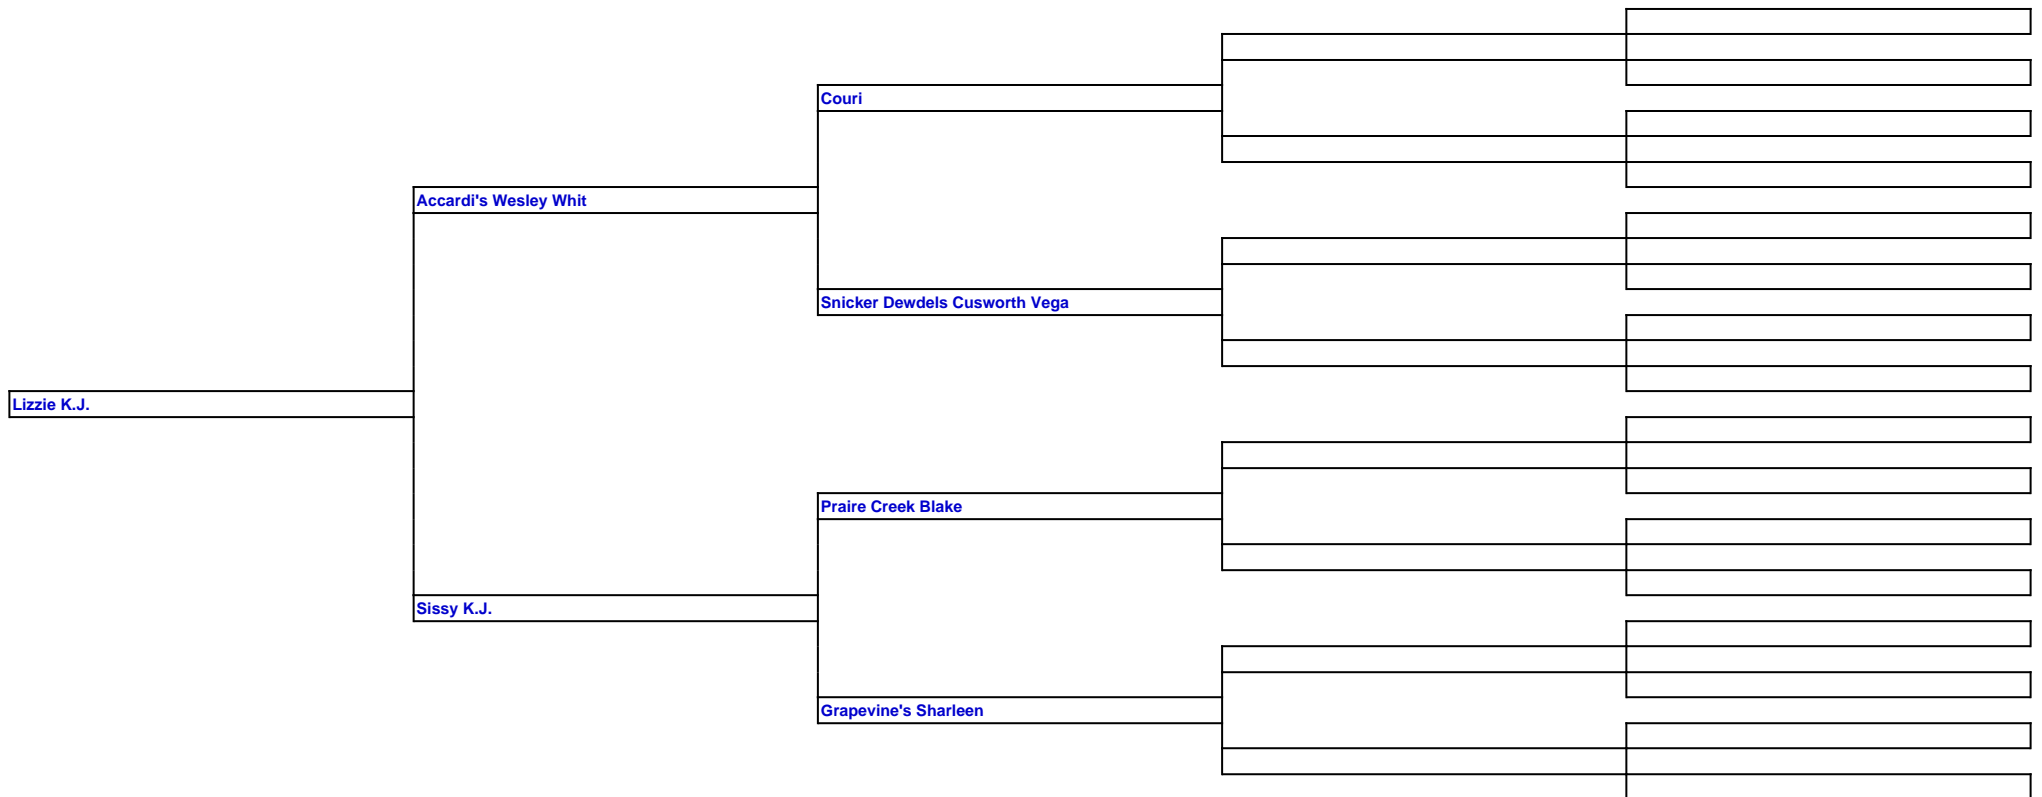 Couri
Accardi's Wesley Whit
Snicker Dewdels Cusworth Vega
Lizzie K.J.
Praire Creek Blake
Sissy K.J.
Grapevine's Sharleen